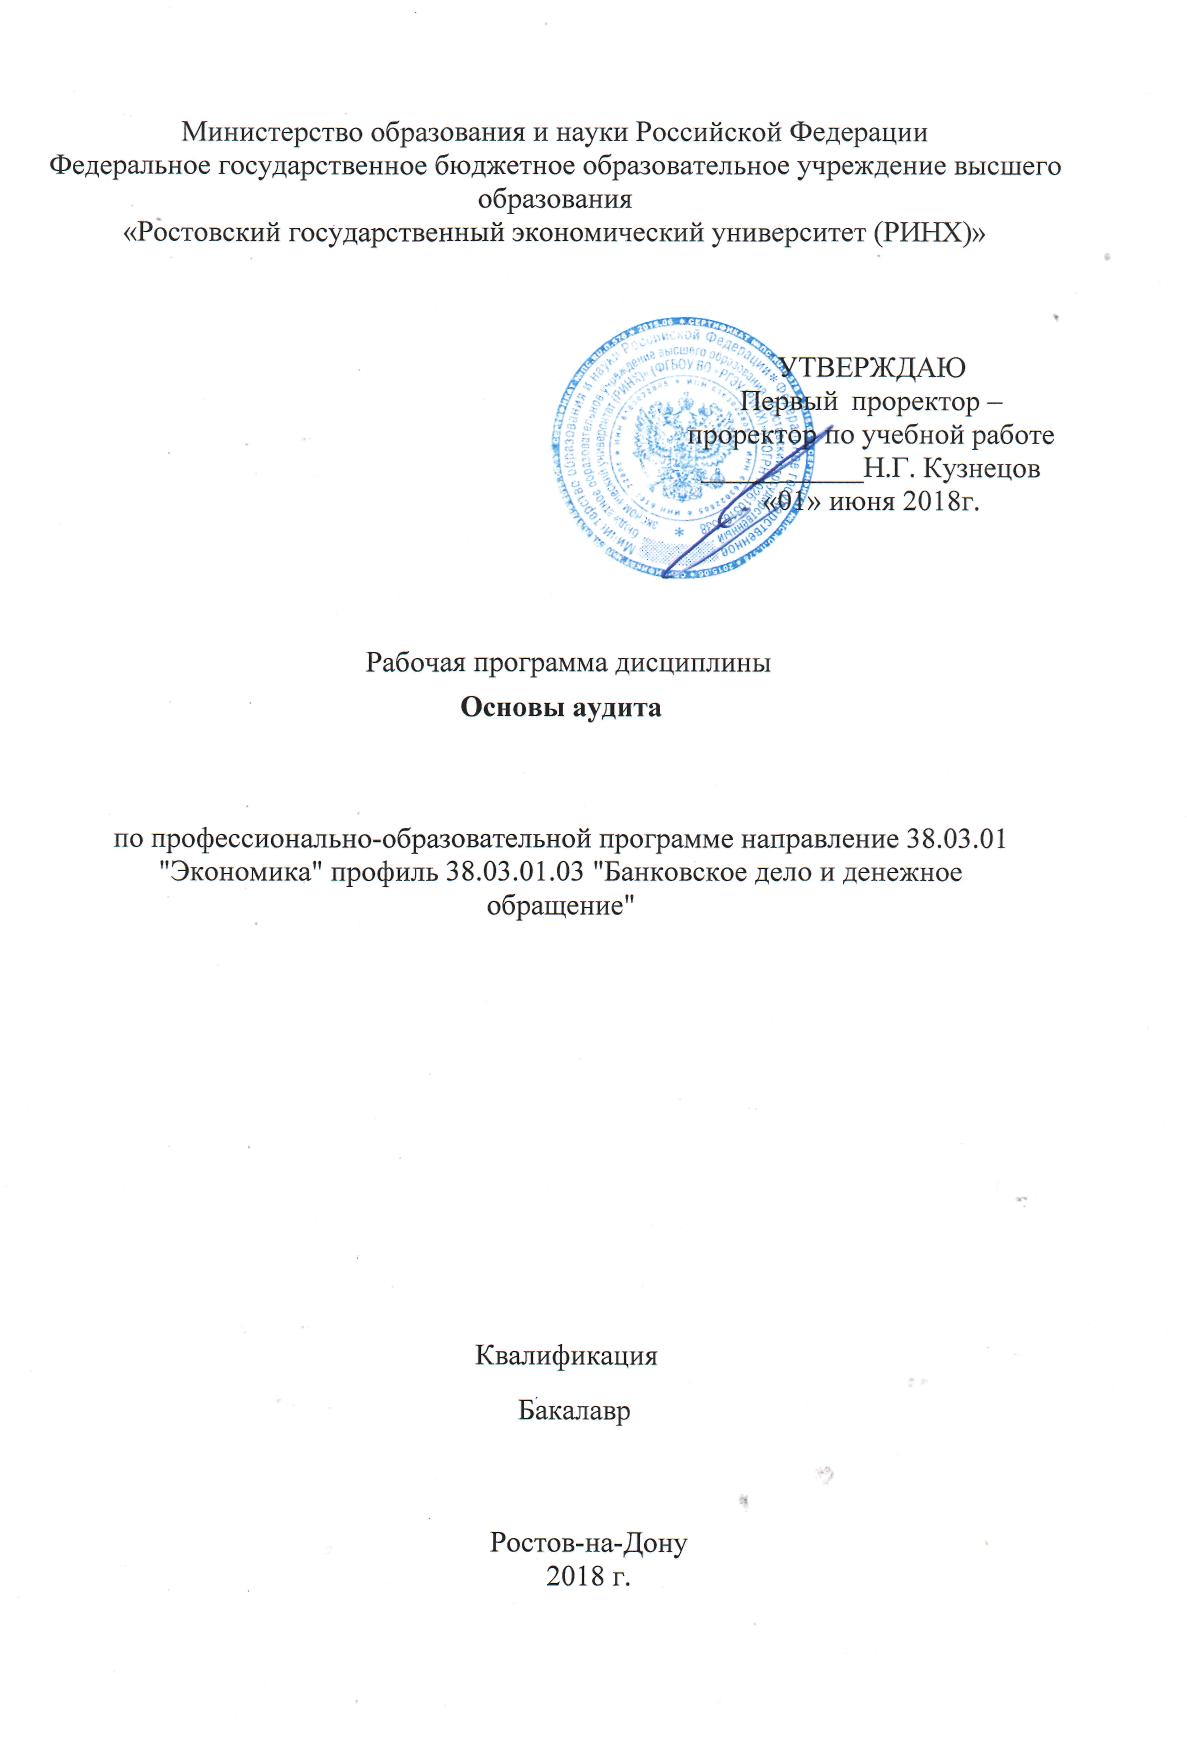 Министерство образования и науки Российской Федерации
Федеральное государственное бюджетное образовательное учреждение высшего
образования
«Ростовский государственный экономический университет (РИНХ)»
УТВЕРЖДАЮ
Первый  проректор –
проректор по учебной работе
____________Н.Г. Кузнецов
«01» июня 2018г.
Рабочая программа дисциплины
Основы аудита
по профессионально-образовательной программе направление 38.03.01
"Экономика" профиль 38.03.01.03 "Банковское дело и денежное
обращение"
Квалификация
Бакалавр
Ростов-на-Дону
2018 г.